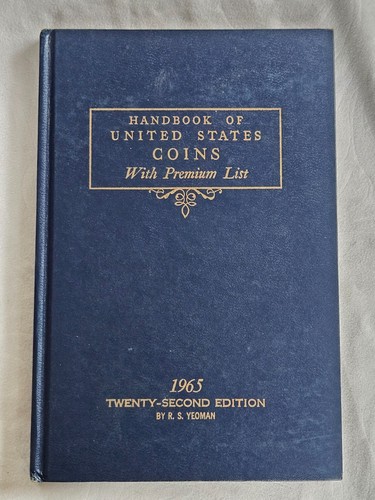 HANDBOOK OF
UNITED STATES
COINS
With Premium List
1965
TWENTY-SECOND EDITION
BY R. S. YEOMAN